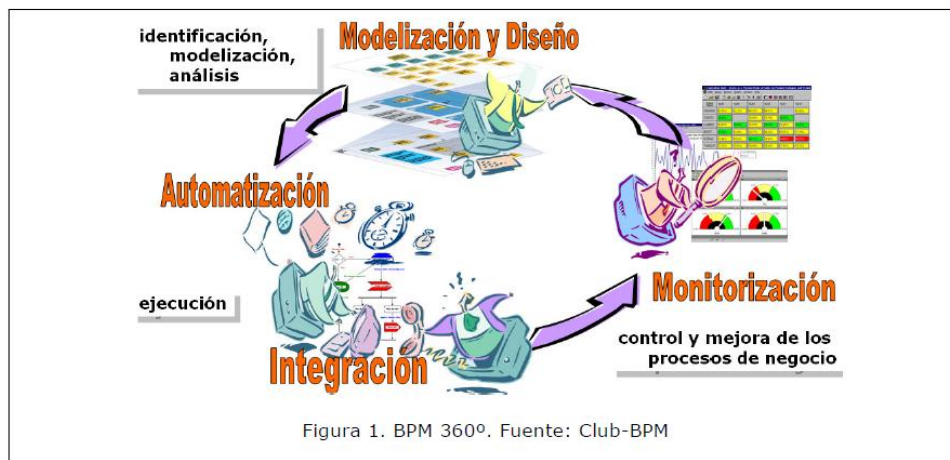 identificación,
modelización,
análisis
Modelización y Diseño
Automatización
ejecución
Integración
Monitorización
control y mejora de los
procesos de negocio
Figura 1. BPM 360º. Fuente: Club-BPM